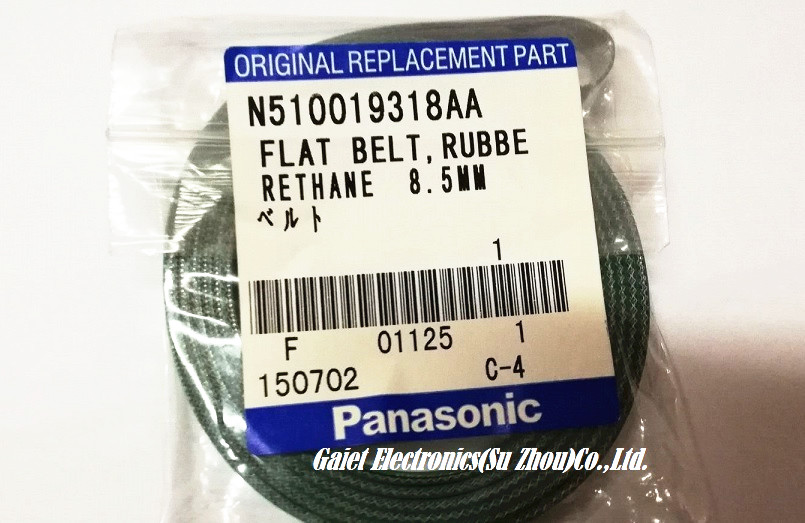 ORIGINAL REPLACEMENT PART
N510019318AA
FLAT BELT, RUBBE
RETHANE 8.5MM
ベルト
1
F 01125 1
150702 C-4
Panasonic
Gaiet Electronics(Su Zhou)Co.,Ltd.